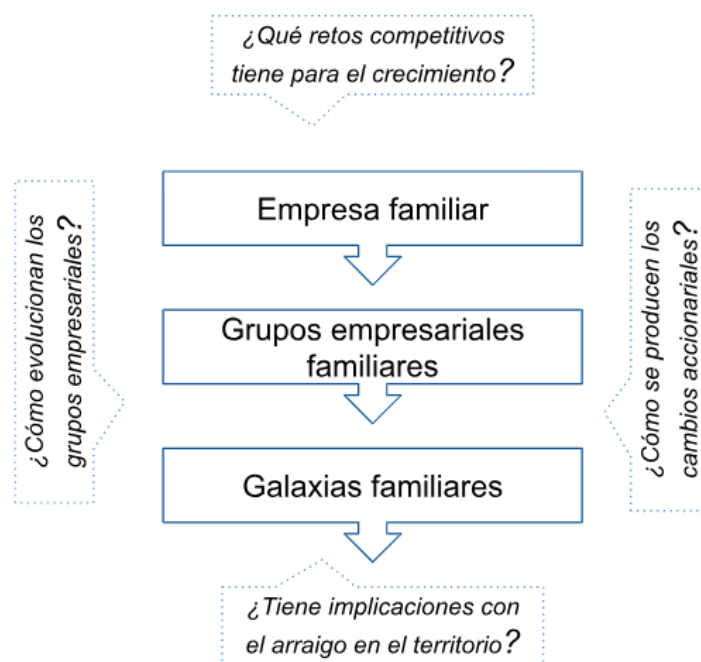 ¿Qué retos competitivos
tiene para el crecimiento?
Empresa familiar
¿Cómo evolucionan los
grupos empresariales?
¿Cómo se producen los
cambios accionariales?
Grupos empresariales
familiares
Galaxias familiares
¿Tiene implicaciones con
el arraigo en el territorio?